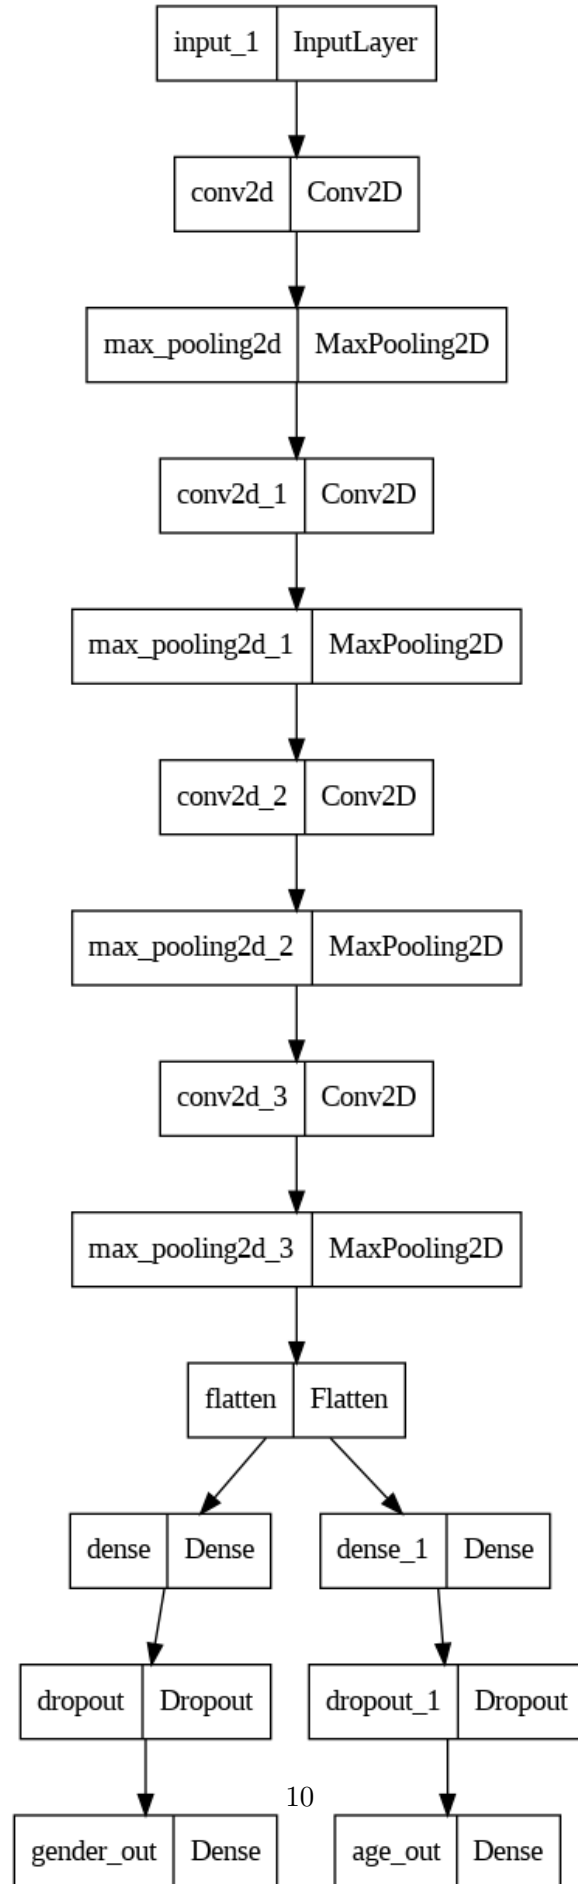 input_1 InputLayer
conv2d Conv2D
max_pooling2d MaxPooling2D
conv2d_1 Conv2D
max_pooling2d_1 MaxPooling2D
conv2d_2 Conv2D
max_pooling2d_2 MaxPooling2D
conv2d_3 Conv2D
max_pooling2d_3 MaxPooling2D
flatten Flatten
dense Dense dense_1 Dense
dropout Dropout dropout_1 Dropout
10
gender_out Dense age_out Dense